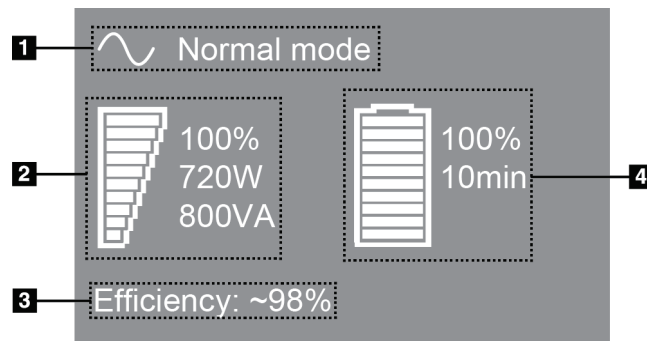 1
Normal mode
2
100%
720W
800VA
100%
10min
4
3
Efficiency: ~98%